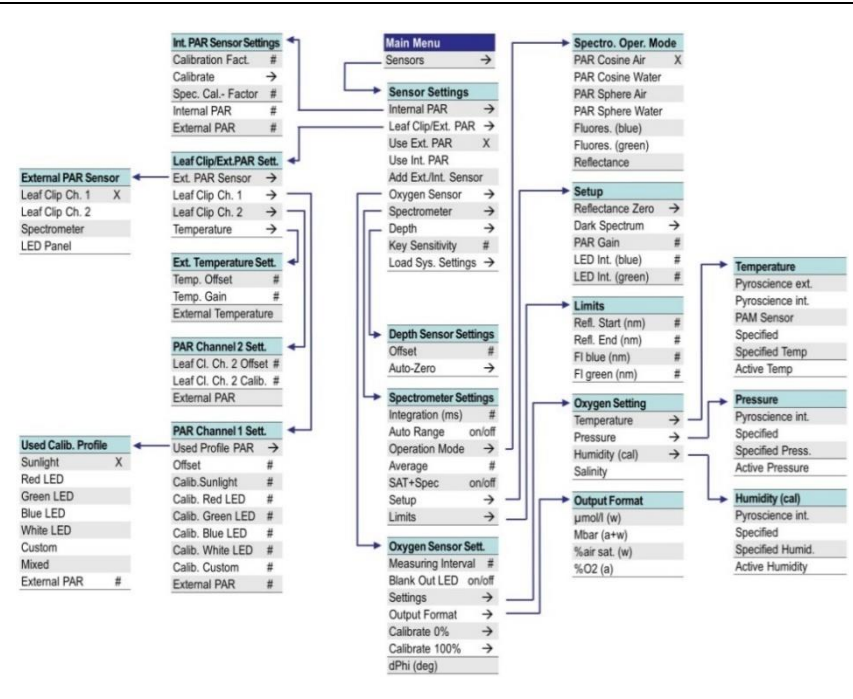 Int. PAR Sensor Settings
Calibration Fact. #
Calibrate →
Spec. Cal.- Factor #
Internal PAR #
External PAR #
Leaf Clip/Ext.PAR Sett.
Ext. PAR Sensor →
Leaf Clip Ch. 1 →
Leaf Clip Ch. 2 →
Temperature →
External PAR Sensor
Leaf Clip Ch. 1 X
Leaf Clip Ch. 2
Spectrometer
LED Panel
Ext. Temperature Sett.
Temp. Offset #
Temp. Gain #
External Temperature
PAR Channel 2 Sett.
Leaf Cl. Ch. 2 Offset #
Leaf Cl. Ch. 2 Calib. #
External PAR
PAR Channel 1 Sett.
Used Profile PAR →
Offset #
Calib.Sunlight #
Calib. Red LED #
Calib. Green LED #
Calib. Blue LED #
Calib. White LED #
Calib. Custom #
External PAR #
Used Calib. Profile
Sunlight X
Red LED
Green LED
Blue LED
White LED
Custom
Mixed
External PAR #
Main Menu
Sensors →
Sensor Settings
Internal PAR →
Leaf Clip/Ext. PAR →
Use Ext. PAR X
Use Int. PAR
Add Ext./Int. Sensor
Oxygen Sensor →
Spectrometer →
Depth →
Key Sensitivity #
Load Sys. Settings →
Depth Sensor Settings
Offset #
Auto-Zero →
Spectrometer Settings
Integration (ms) #
Auto Range on/off
Operation Mode →
Average #
SAT+Spec on/off
Setup →
Limits →
Oxygen Sensor Sett.
Measuring Interval #
Blank Out LED on/off
Settings →
Output Format →
Calibrate 0% →
Calibrate 100% →
dPhi (deg)
Spectro. Oper. Mode
PAR Cosine Air X
PAR Cosine Water
PAR Sphere Air
PAR Sphere Water
Fluores. (blue)
Fluores. (green)
Reflectance
Setup
Reflectance Zero →
Dark Spectrum →
PAR Gain #
LED Int. (blue) #
LED Int. (green) #
Limits
Refl. Start (nm) #
Refl. End (nm) #
Fl blue (nm) #
Fl green (nm) #
Oxygen Setting
Temperature →
Pressure →
Humidity (cal) →
Salinity
Output Format
µmol/l (w)
Mbar (a+w)
%air sat. (w)
%O2 (a)
Temperature
Pyroscience ext.
Pyroscience int.
PAM Sensor
Specified
Specified Temp
Active Temp
Pressure
Pyroscience int.
Specified
Specified Press.
Active Pressure
Humidity (cal)
Pyroscience int.
Specified
Specified Humid.
Active Humidity